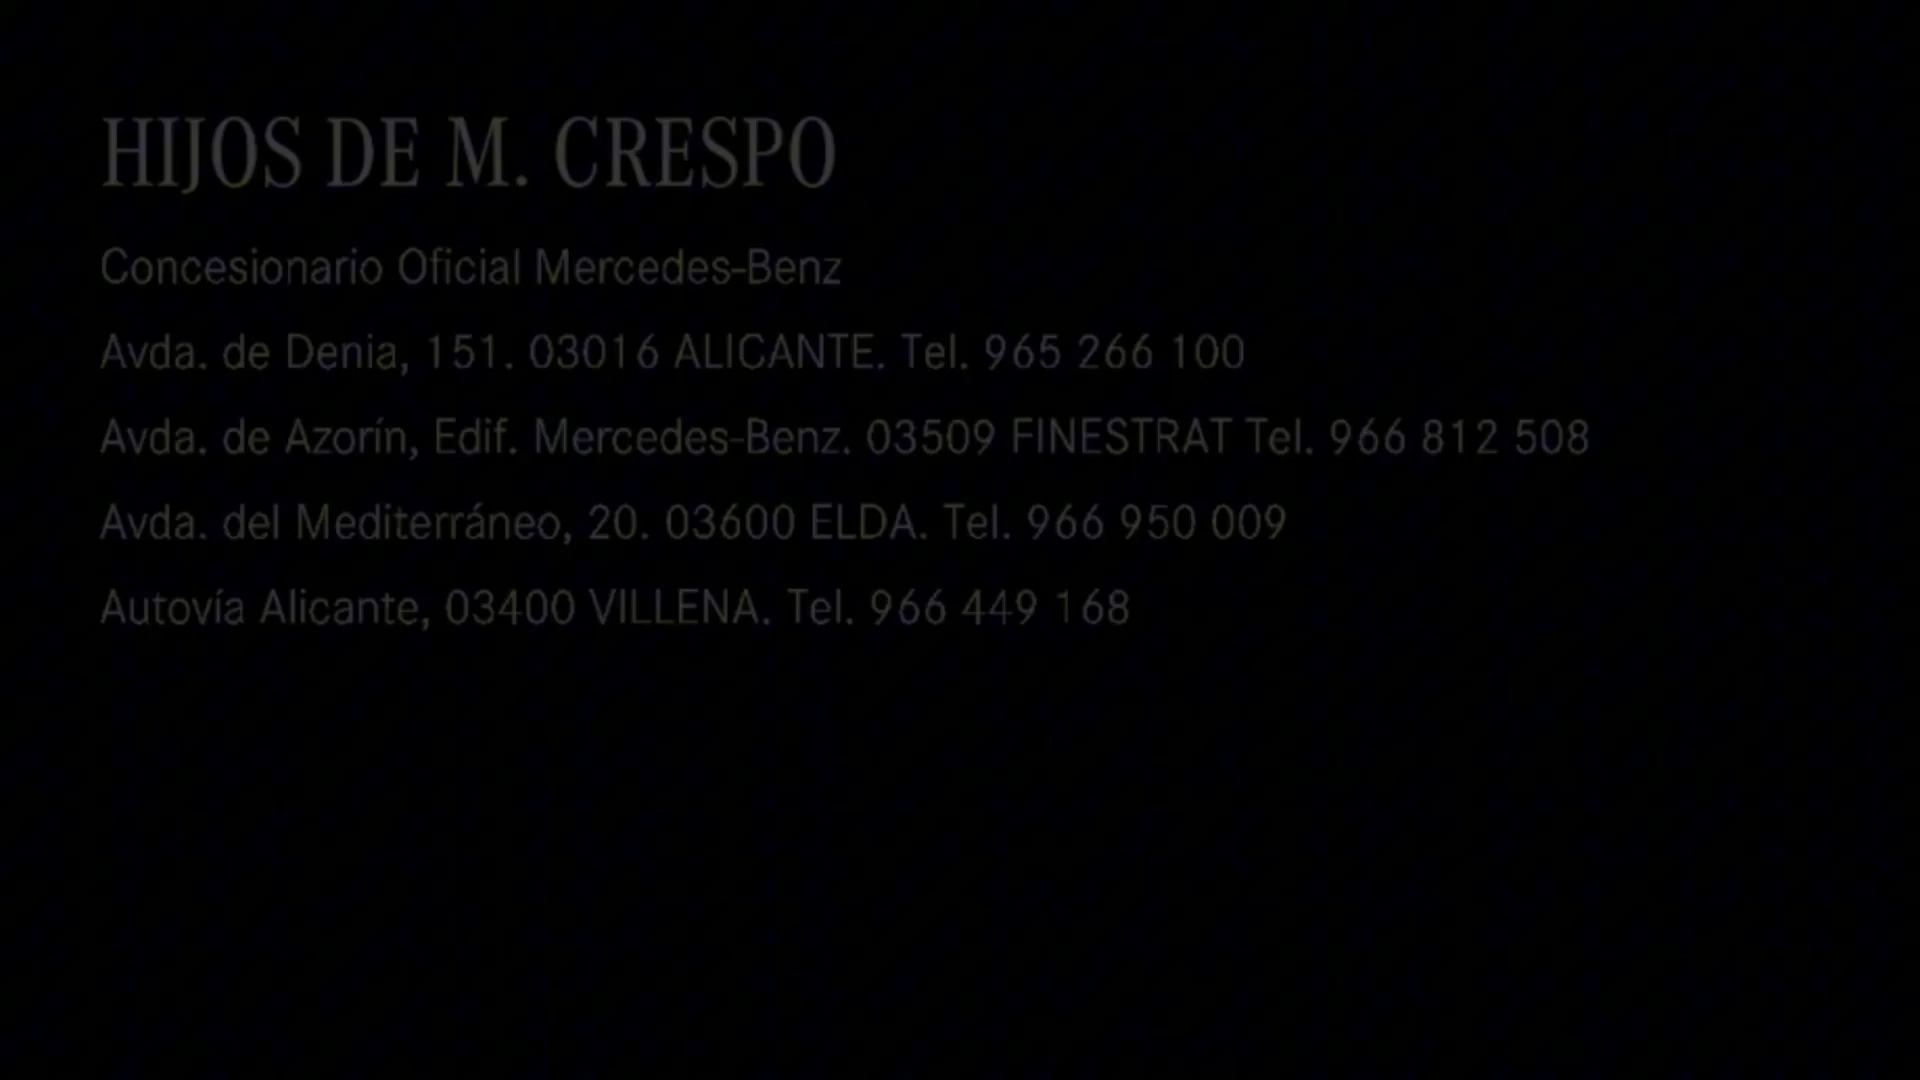 HIJOS DE M. CRESPO
Concesionario Oficial Mercedes-Benz
Avda. de Denia, 151. 03016 ALICANTE. Tel. 965 266 100
Avda. de Azorín, Edif. Mercedes-Benz. 03509 FINESTRAT Tel. 966 812 508
Avda. del Mediterráneo, 20. 03600 ELDA. Tel. 966 950 009
Autovía Alicante, 03400 VILLENA. Tel. 966 449 168